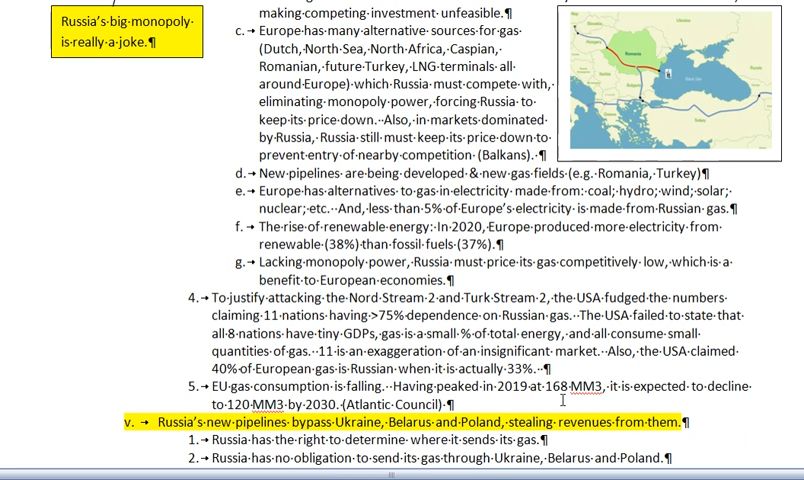 making competing investment unfeasible.¶
Russia's big monopoly
is really a joke.¶
c. Europe has many alternative sources for gas
(Dutch, North Sea, North Africa, Caspian,
Romanian, future Turkey, LNG terminals all
around Europe) which Russia must compete with,
eliminating monopoly power, forcing Russia to
keep its price down. Also, in markets dominated
by Russia, Russia still must keep its price down to
prevent entry of nearby competition (Balkans). ¶
Ukraine
Romania
Turkey
d. New pipelines are being developed & new gas fields (e.g. Romania, Turkey)¶
e. Europe has alternatives to gas in electricity made from: coal; hydro; wind; solar;
nuclear; etc. And, less than 5% of Europe's electricity is made from Russian gas.¶
f. The rise of renewable energy: In 2020, Europe produced more electricity from
renewable (38%) than fossil fuels (37%).¶
g. Lacking monopoly power, Russia must price its gas competitively low, which is a
benefit to European economies.¶
4. To justify attacking the Nord Stream 2 and Turk Stream 2, the USA fudged the numbers
claiming 11 nations having >75% dependence on Russian gas. The USA failed to state that
all 8 nations have tiny GDPs, gas is a small % of total energy, and all consume small
quantities of gas. 11 is an exaggeration of an insignificant market. Also, the USA claimed
40% of European gas is Russian when it is actually 33%. ¶
5. EU gas consumption is falling. Having peaked in 2019 at 168 MM3, it is expected to decline
to 120 MM3 by 2030. (Atlantic Council) ¶
v. Russia's new pipelines bypass Ukraine, Belarus and Poland, stealing revenues from them.¶
1. Russia has the right to determine where it sends its gas.¶
2. Russia has no obligation to send its gas through Ukraine, Belarus and Poland.¶